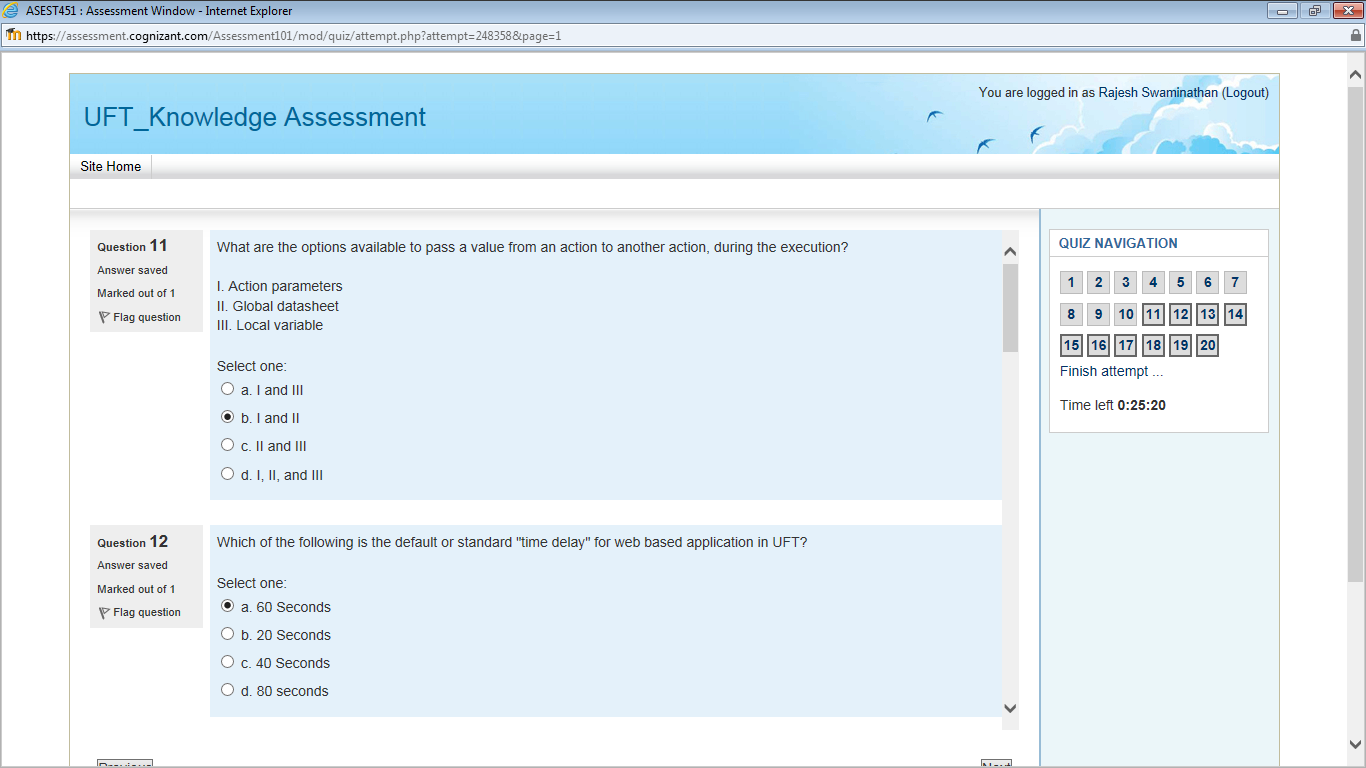 ASEST451 : Assessment Window - Internet Explorer
https://assessment.cognizant.com/Assessment101/mod/quiz/attempt.php?attempt=248358&page=1
You are logged in as Rajesh Swaminathan (Logout)
UFT_Knowledge Assessment
Site Home
Question 11
Answer saved
Marked out of 1
Flag question
What are the options available to pass a value from an action to another action, during the execution?
I. Action parameters
II. Global datasheet
III. Local variable
Select one:
a. I and III
b. I and II
c. II and III
d. I, II, and III
Question 12
Answer saved
Marked out of 1
Flag question
Which of the following is the default or standard "time delay" for web based application in UFT?
Select one:
a. 60 Seconds
b. 20 Seconds
c. 40 Seconds
d. 80 seconds
QUIZ NAVIGATION
1 2 3 4 5 6 7
8 9 10 11 12 13 14
15 16 17 18 19 20
Finish attempt ...
Time left 0:25:20
Previous
Next